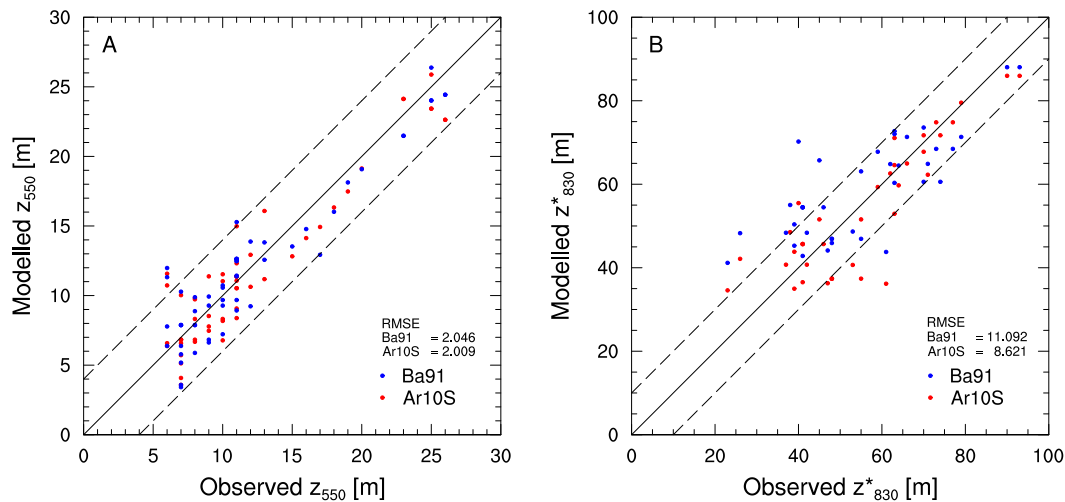 A
30
25
20
15
10
5
0
Modelled z550 [m]
RMSE
Ba91 = 2.046
Ar10S = 2.009
Ba91
Ar10S
0 5 10 15 20 25 30
Observed z550 [m]
B
100
80
60
40
20
0
Modelled z*830 [m]
RMSE
Ba91 = 11.092
Ar10S = 8.621
Ba91
Ar10S
0 20 40 60 80 100
Observed z*830 [m]